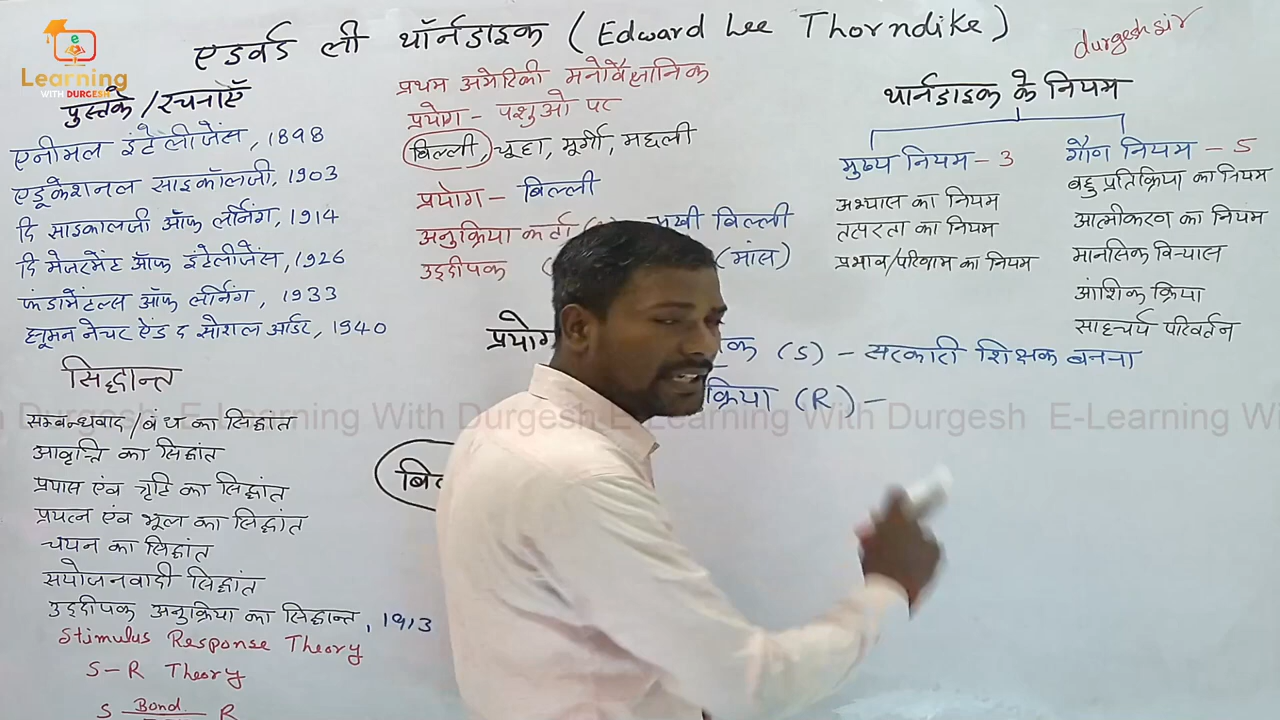 एडवर्ड ली थॉर्नडाइक (Edward Lee Thorndike)
durgesh sir
e
Learning
WITH DURGESH
पुस्तकें/रचनाएँ
एनीमल इंटेलीजेंस, 1898
एडूकेशनल साइकॉलजी, 1903
दि साइकालजी ऑफ लर्निंग, 1914
दि मेजरमेंट ऑफ इंटेलीजेंस, 1926
फंडामेंटल्स ऑफ लर्निंग, 1933
ह्यूमन नेचर ऐंड द सोशल आर्डर, 1940
सिद्धान्त
सम्बन्धवाद/बंध का सिद्धांत
आवृत्ति का सिद्धांत
प्रयास एंव त्रुटि का सिद्धांत
प्रयत्न एंव भूल का सिद्धांत
चयन का सिद्धांत
सयोजनवादी सिद्धांत
उद्दीपक अनुक्रिया का सिद्धान्त, 1913
Stimulus Response Theory
S-R Theory
S Bond R
प्रथम अमेरिकी मनोवैज्ञानिक
प्रयोग - पशुओ पर
बिल्ली, चूहा, मूर्गी, मछली
प्रयोग - बिल्ली
अनुक्रिया कर्ता बिल्ली
उद्दीपक ( (मांस)
प्रयोग
क (S) - सरकारी शिक्षक बनना
क्रिया (R) -
थार्नडाइक के नियम
मुख्य नियम - 3
अभ्यास का नियम
तत्परता का नियम
प्रभाव/परिणाम का नियम
गौण नियम - 5
बहु प्रतिक्रिया का नियम
आत्मीकरण का नियम
मानसिक विन्यास
आंशिक क्रिया
साहचर्य परिवर्तन
h Durgesh E-Learning With Durgesh E-Learning With Durgesh E-Learning Wi